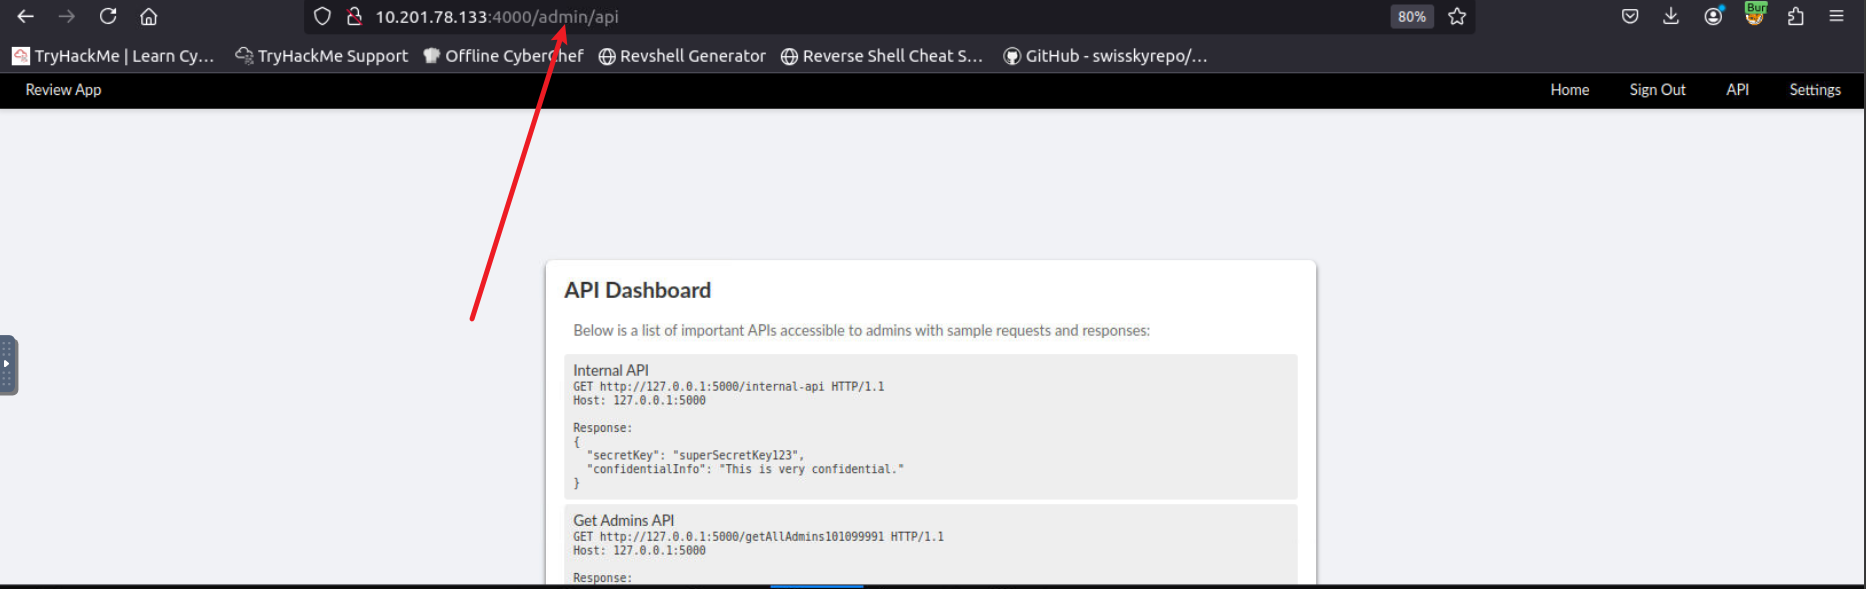 10.201.78.133:4000/admin/api
80%
Bur
TryHackMe | Learn Cy...
TryHackMe Support
Offline CyberChef
Revshell Generator
Reverse Shell Cheat S...
GitHub - swisskyrepo/...
Review App
Home
Sign Out
API
Settings
API Dashboard
Below is a list of important APIs accessible to admins with sample requests and responses:
Internal API
GET http://127.0.0.1:5000/internal-api HTTP/1.1
Host: 127.0.0.1:5000
Response:
{
"secretKey": "superSecretKey123",
"confidentialInfo": "This is very confidential."
}
Get Admins API
GET http://127.0.0.1:5000/getAllAdmins101099991 HTTP/1.1
Host: 127.0.0.1:5000
Response: